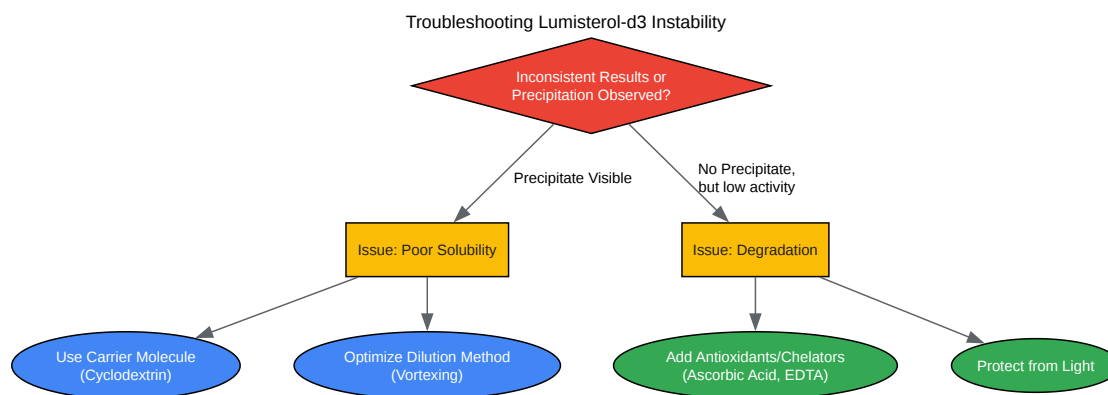 Troubleshooting Lumisterol-d3 Instability
Inconsistent Results or
Precipitation Observed?
Precipitate Visible
No Precipitate,
but low activity
Issue: Poor Solubility
Issue: Degradation
Use Carrier Molecule
(Cyclodextrin)
Optimize Dilution Method
(Vortexing)
Add Antioxidants/Chelators
(Ascorbic Acid, EDTA)
Protect from Light